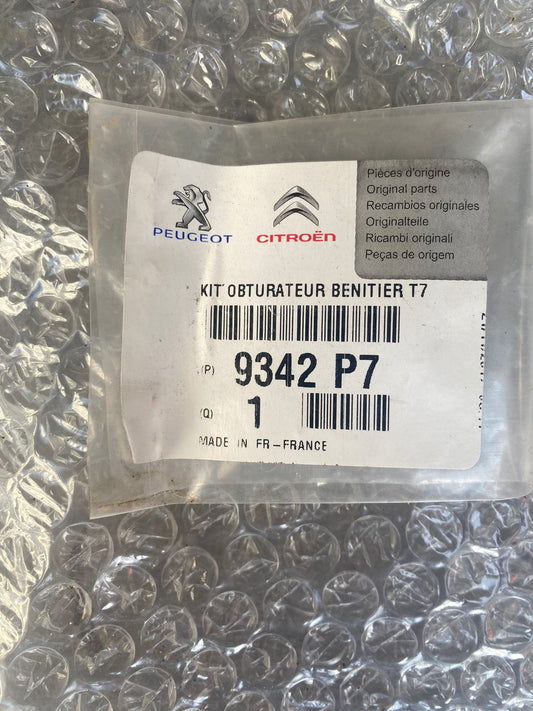 PEUGEOT
CITROËN
Pièces d'origine
Original parts
Recambios originales
Originalteile
Ricambi originali
Peças de origem
KIT OBTURATEUR BENITIER T7
(P) 9342 P7
(Q) 1
MADE IN FR-FRANCE